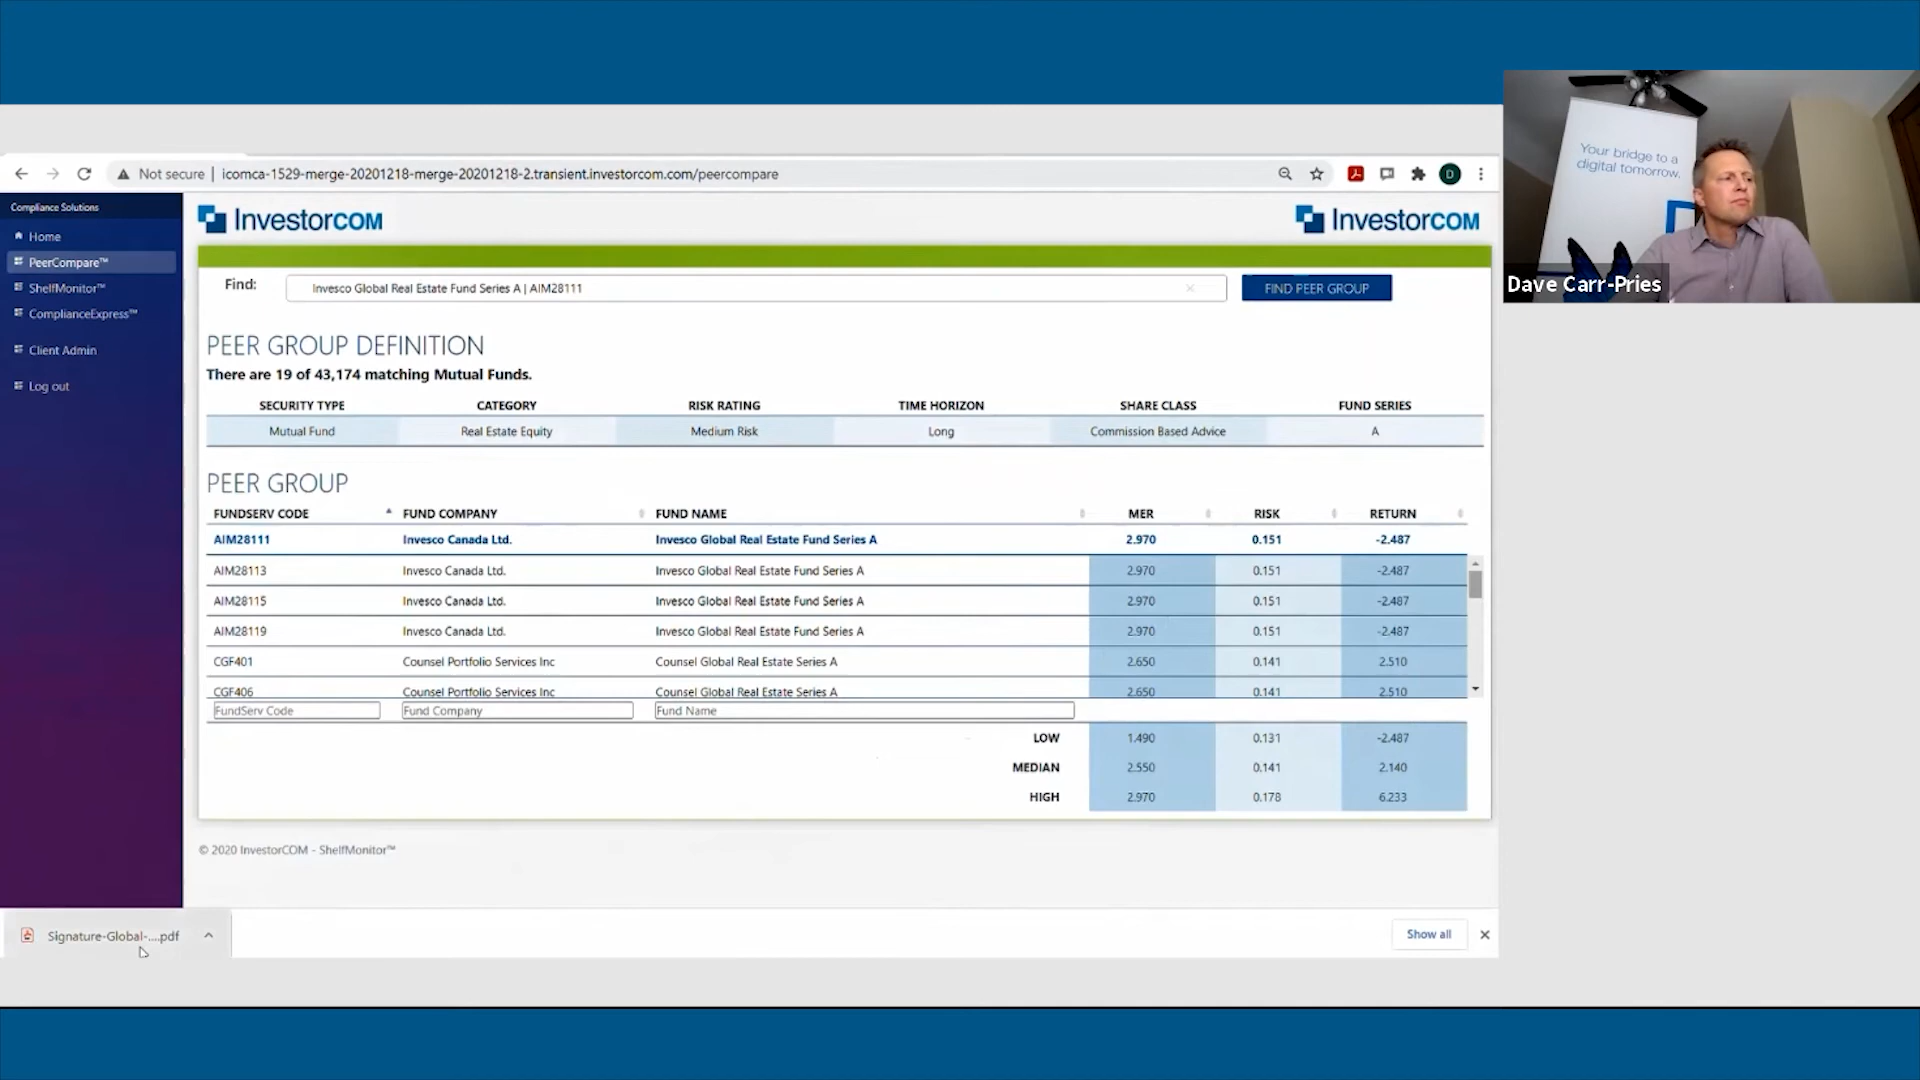 Not secure | icomca-1529-merge-20201218-merge-20201218-2.transient.investorcom.com/peercompare
D
Your bridge to a
digital tomorrow.
Dave Carr-Pries
Compliance Solutions
Home
PeerCompare™
ShelfMonitor™
ComplianceExpress™
Client Admin
Log out
InvestorCOM
InvestorCOM
Find: Invesco Global Real Estate Fund Series A | AIM28111 × FIND PEER GROUP
PEER GROUP DEFINITION
There are 19 of 43,174 matching Mutual Funds.
SECURITY TYPE CATEGORY RISK RATING TIME HORIZON SHARE CLASS FUND SERIES
Mutual Fund Real Estate Equity Medium Risk Long Commission Based Advice A
PEER GROUP
FUNDSERV CODE FUND COMPANY FUND NAME MER RISK RETURN
AIM28111 Invesco Canada Ltd. Invesco Global Real Estate Fund Series A 2.970 0.151 -2.487
AIM28113 Invesco Canada Ltd. Invesco Global Real Estate Fund Series A 2.970 0.151 -2.487
AIM28115 Invesco Canada Ltd. Invesco Global Real Estate Fund Series A 2.970 0.151 -2.487
AIM28119 Invesco Canada Ltd. Invesco Global Real Estate Fund Series A 2.970 0.151 -2.487
CGF401 Counsel Portfolio Services Inc Counsel Global Real Estate Series A 2.650 0.141 2.510
CGF406 Counsel Portfolio Services Inc Counsel Global Real Estate Series A 2.650 0.141 2.510
FundServ Code Fund Company Fund Name
LOW 1.490 0.131 -2.487
MEDIAN 2.550 0.141 2.140
HIGH 2.970 0.178 6.233
© 2020 InvestorCOM - ShelfMonitor™
Signature-Global-....pdf
Show all